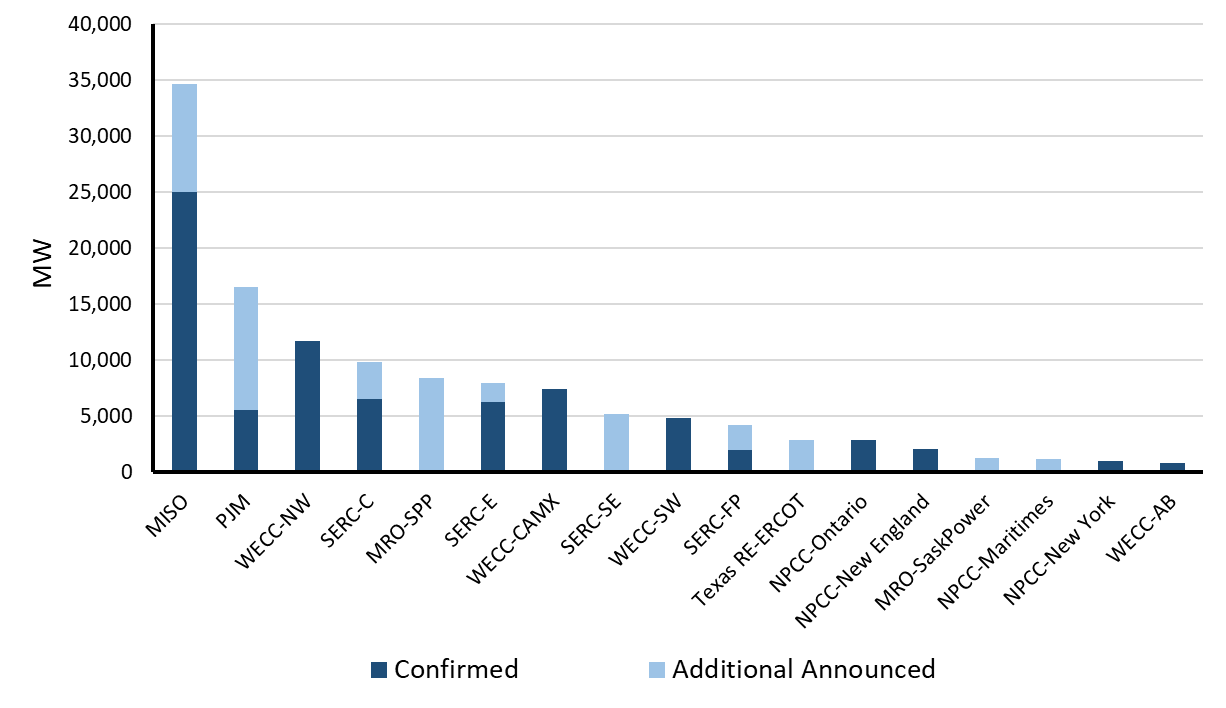 40,000
35,000
30,000
25,000
20,000
15,000
10,000
5,000
0
MW
MISO
PJM
WECC-NW
SERC-C
MRO-SPP
SERC-E
WECC-CAMX
SERC-SE
WECC-SW
SERC-FP
Texas RE-ERCOT
NPCC-Ontario
NPCC-New England
MRO-SaskPower
NPCC-Maritimes
NPCC-New York
WECC-AB
Confirmed
Additional Announced